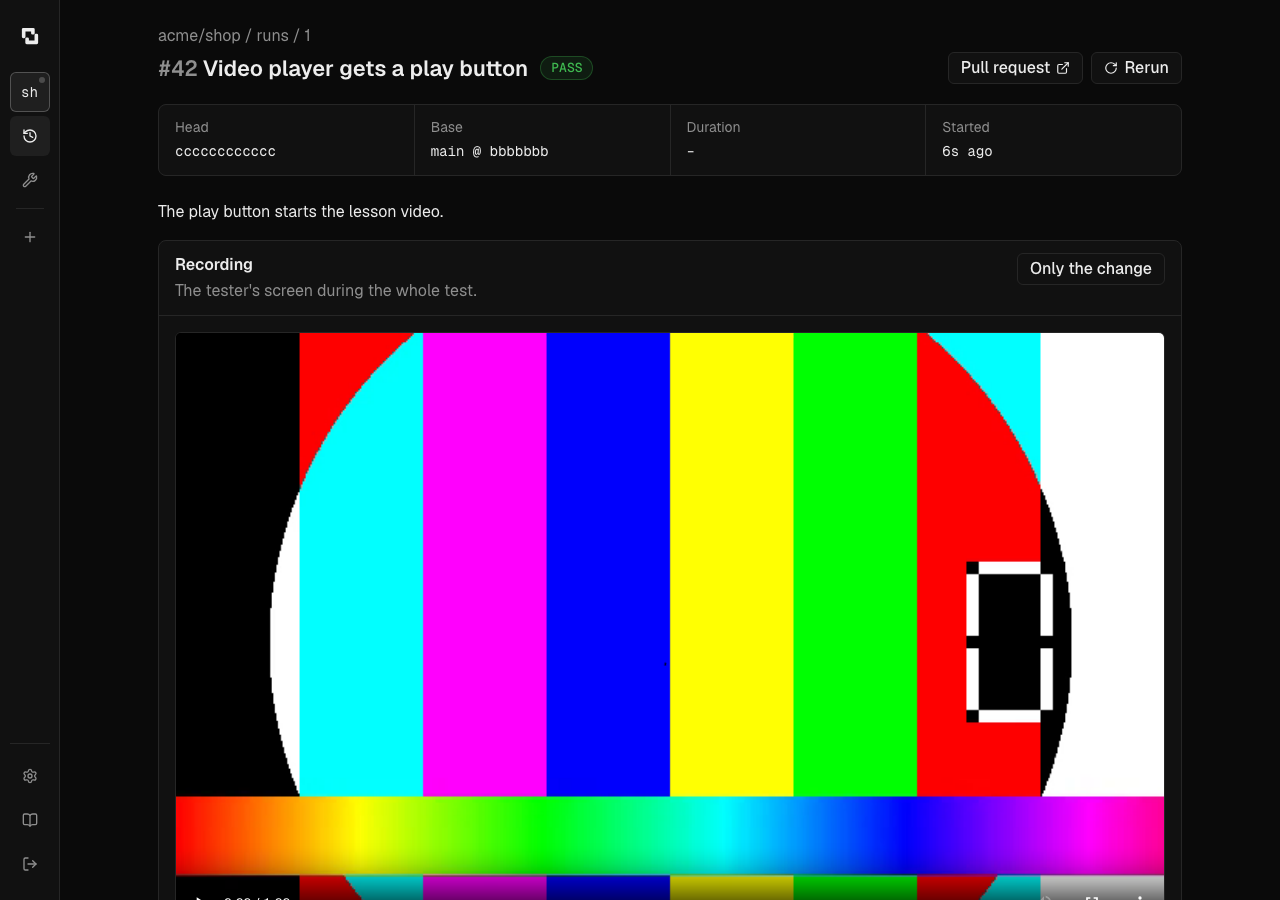 acme/shop / runs / 1
#42 Video player gets a play button PASS
Pull request
Rerun
sh
Head
cccccccccccc
Base
main @ bbbbbbb
Duration
–
Started
6s ago
The play button starts the lesson video.
Recording
The tester's screen during the whole test.
Only the change
0